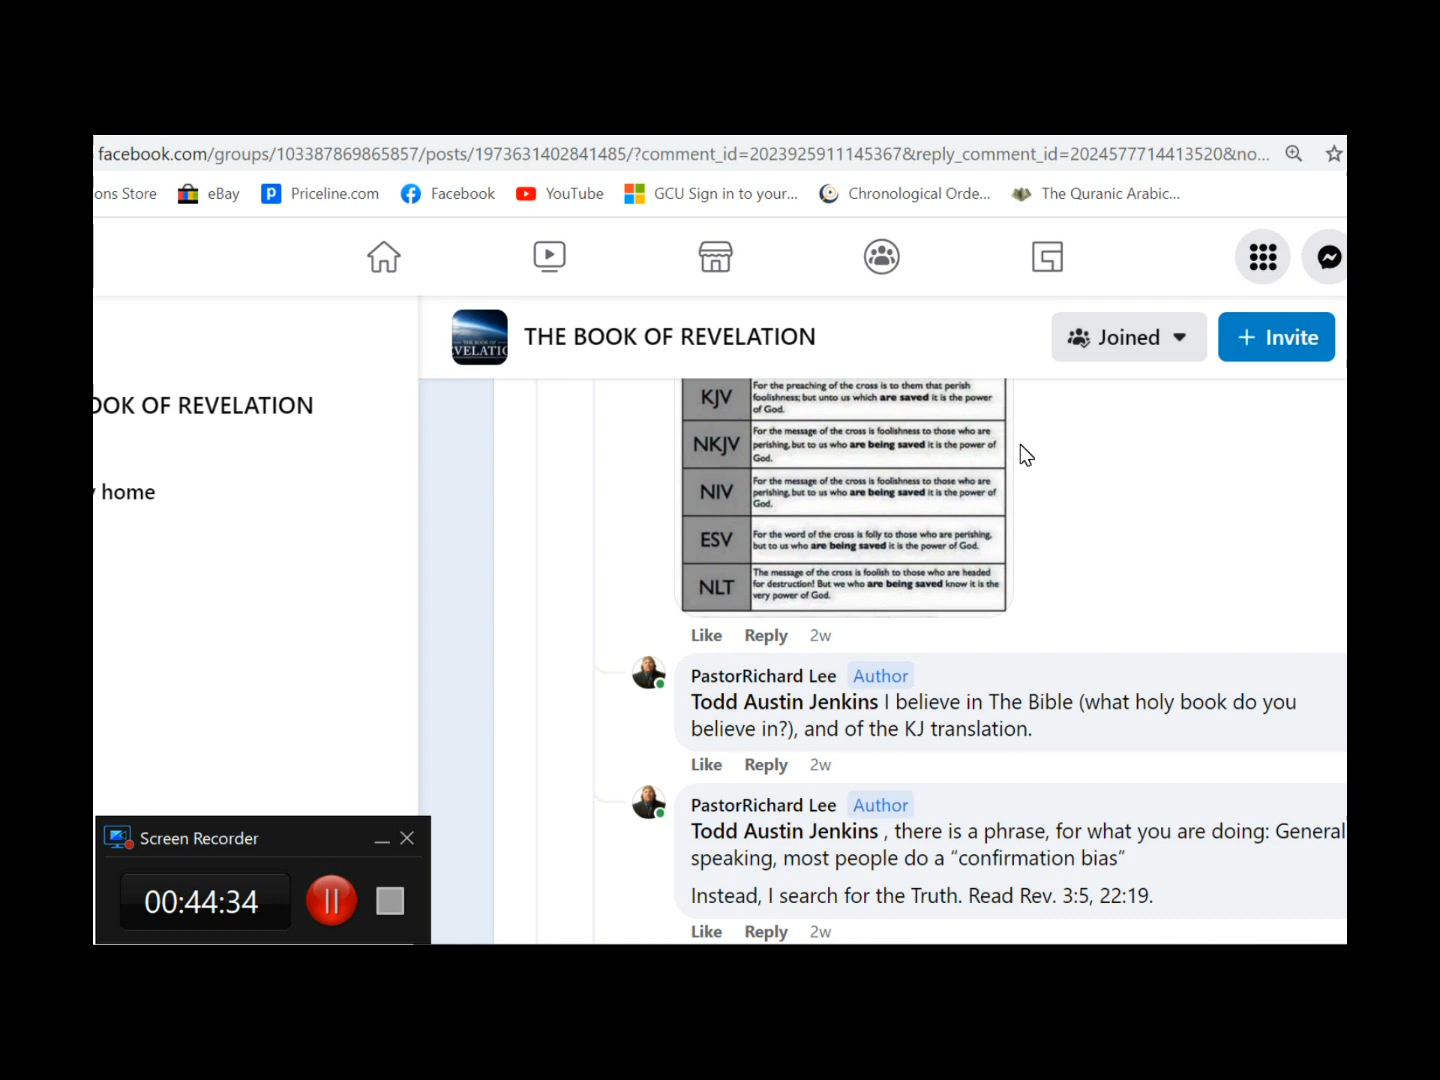 facebook.com/groups/103387869865857/posts/1973631402841485/?comment_id=2023925911145367&reply_comment_id=2024577714413520&no...
ons Store eBay Priceline.com Facebook YouTube GCU Sign in to your... Chronological Orde... The Quranic Arabic...
THE BOOK OF REVELATION
Joined
+ Invite
OOK OF REVELATION
home
KJV
For the preaching of the cross is to them that perish
foolishness; but unto us which are saved it is the power
of God.
NKJV
For the message of the cross is foolishness to those who are
perishing, but to us who are being saved it is the power of
God.
NIV
For the message of the cross is foolishness to those who are
perishing, but to us who are being saved it is the power of
God.
ESV
For the word of the cross is folly to those who are perishing,
but to us who are being saved it is the power of God.
NLT
The message of the cross is foolish to those who are headed
for destruction! But we who are being saved know it is the
very power of God.
Like Reply 2w
PastorRichard Lee Author
Todd Austin Jenkins I believe in The Bible (what holy book do you
believe in?), and of the KJ translation.
Like Reply 2w
PastorRichard Lee Author
Todd Austin Jenkins , there is a phrase, for what you are doing: General
speaking, most people do a “confirmation bias”
Instead, I search for the Truth. Read Rev. 3:5, 22:19.
Like Reply 2w
Screen Recorder
00:44:34